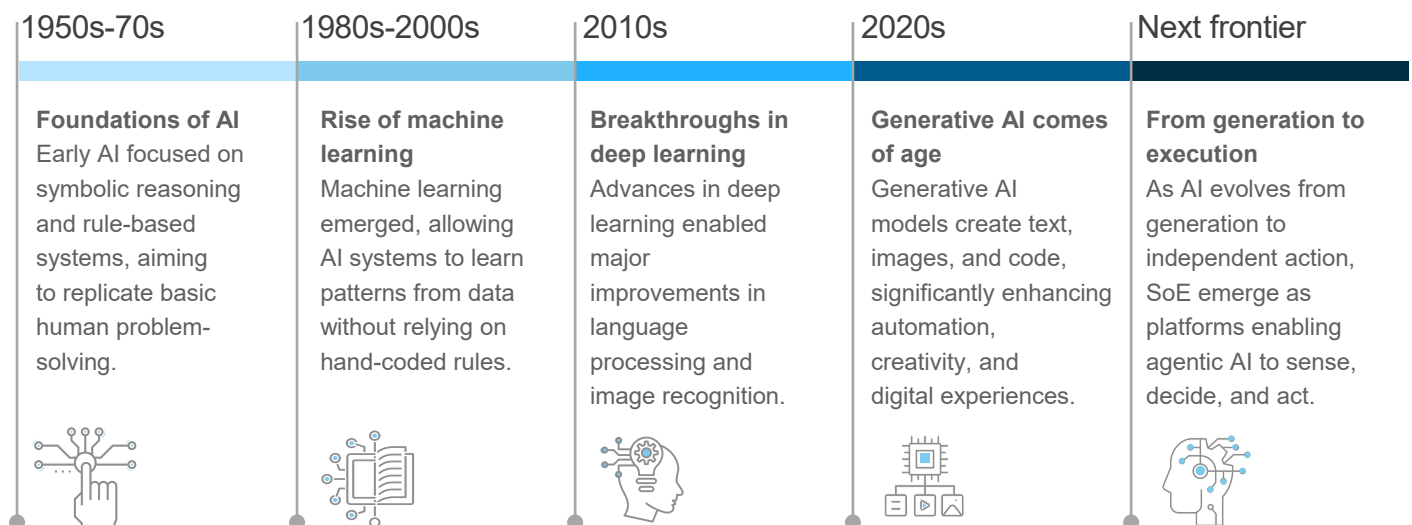 1950s-70s
Foundations of AI
Early AI focused on
symbolic reasoning
and rule-based
systems, aiming
to replicate basic
human problem-
solving.
1980s-2000s
Rise of machine
learning
Machine learning
emerged, allowing
AI systems to learn
patterns from data
without relying on
hand-coded rules.
2010s
Breakthroughs in
deep learning
Advances in deep
learning enabled
major
improvements in
language
processing and
image recognition.
2020s
Generative AI comes
of age
Generative AI
models create text,
images, and code,
significantly enhancing
automation,
creativity, and
digital experiences.
Next frontier
From generation to
execution
As AI evolves from
generation to
independent action,
SoE emerge as
platforms enabling
agentic AI to sense,
decide, and act.